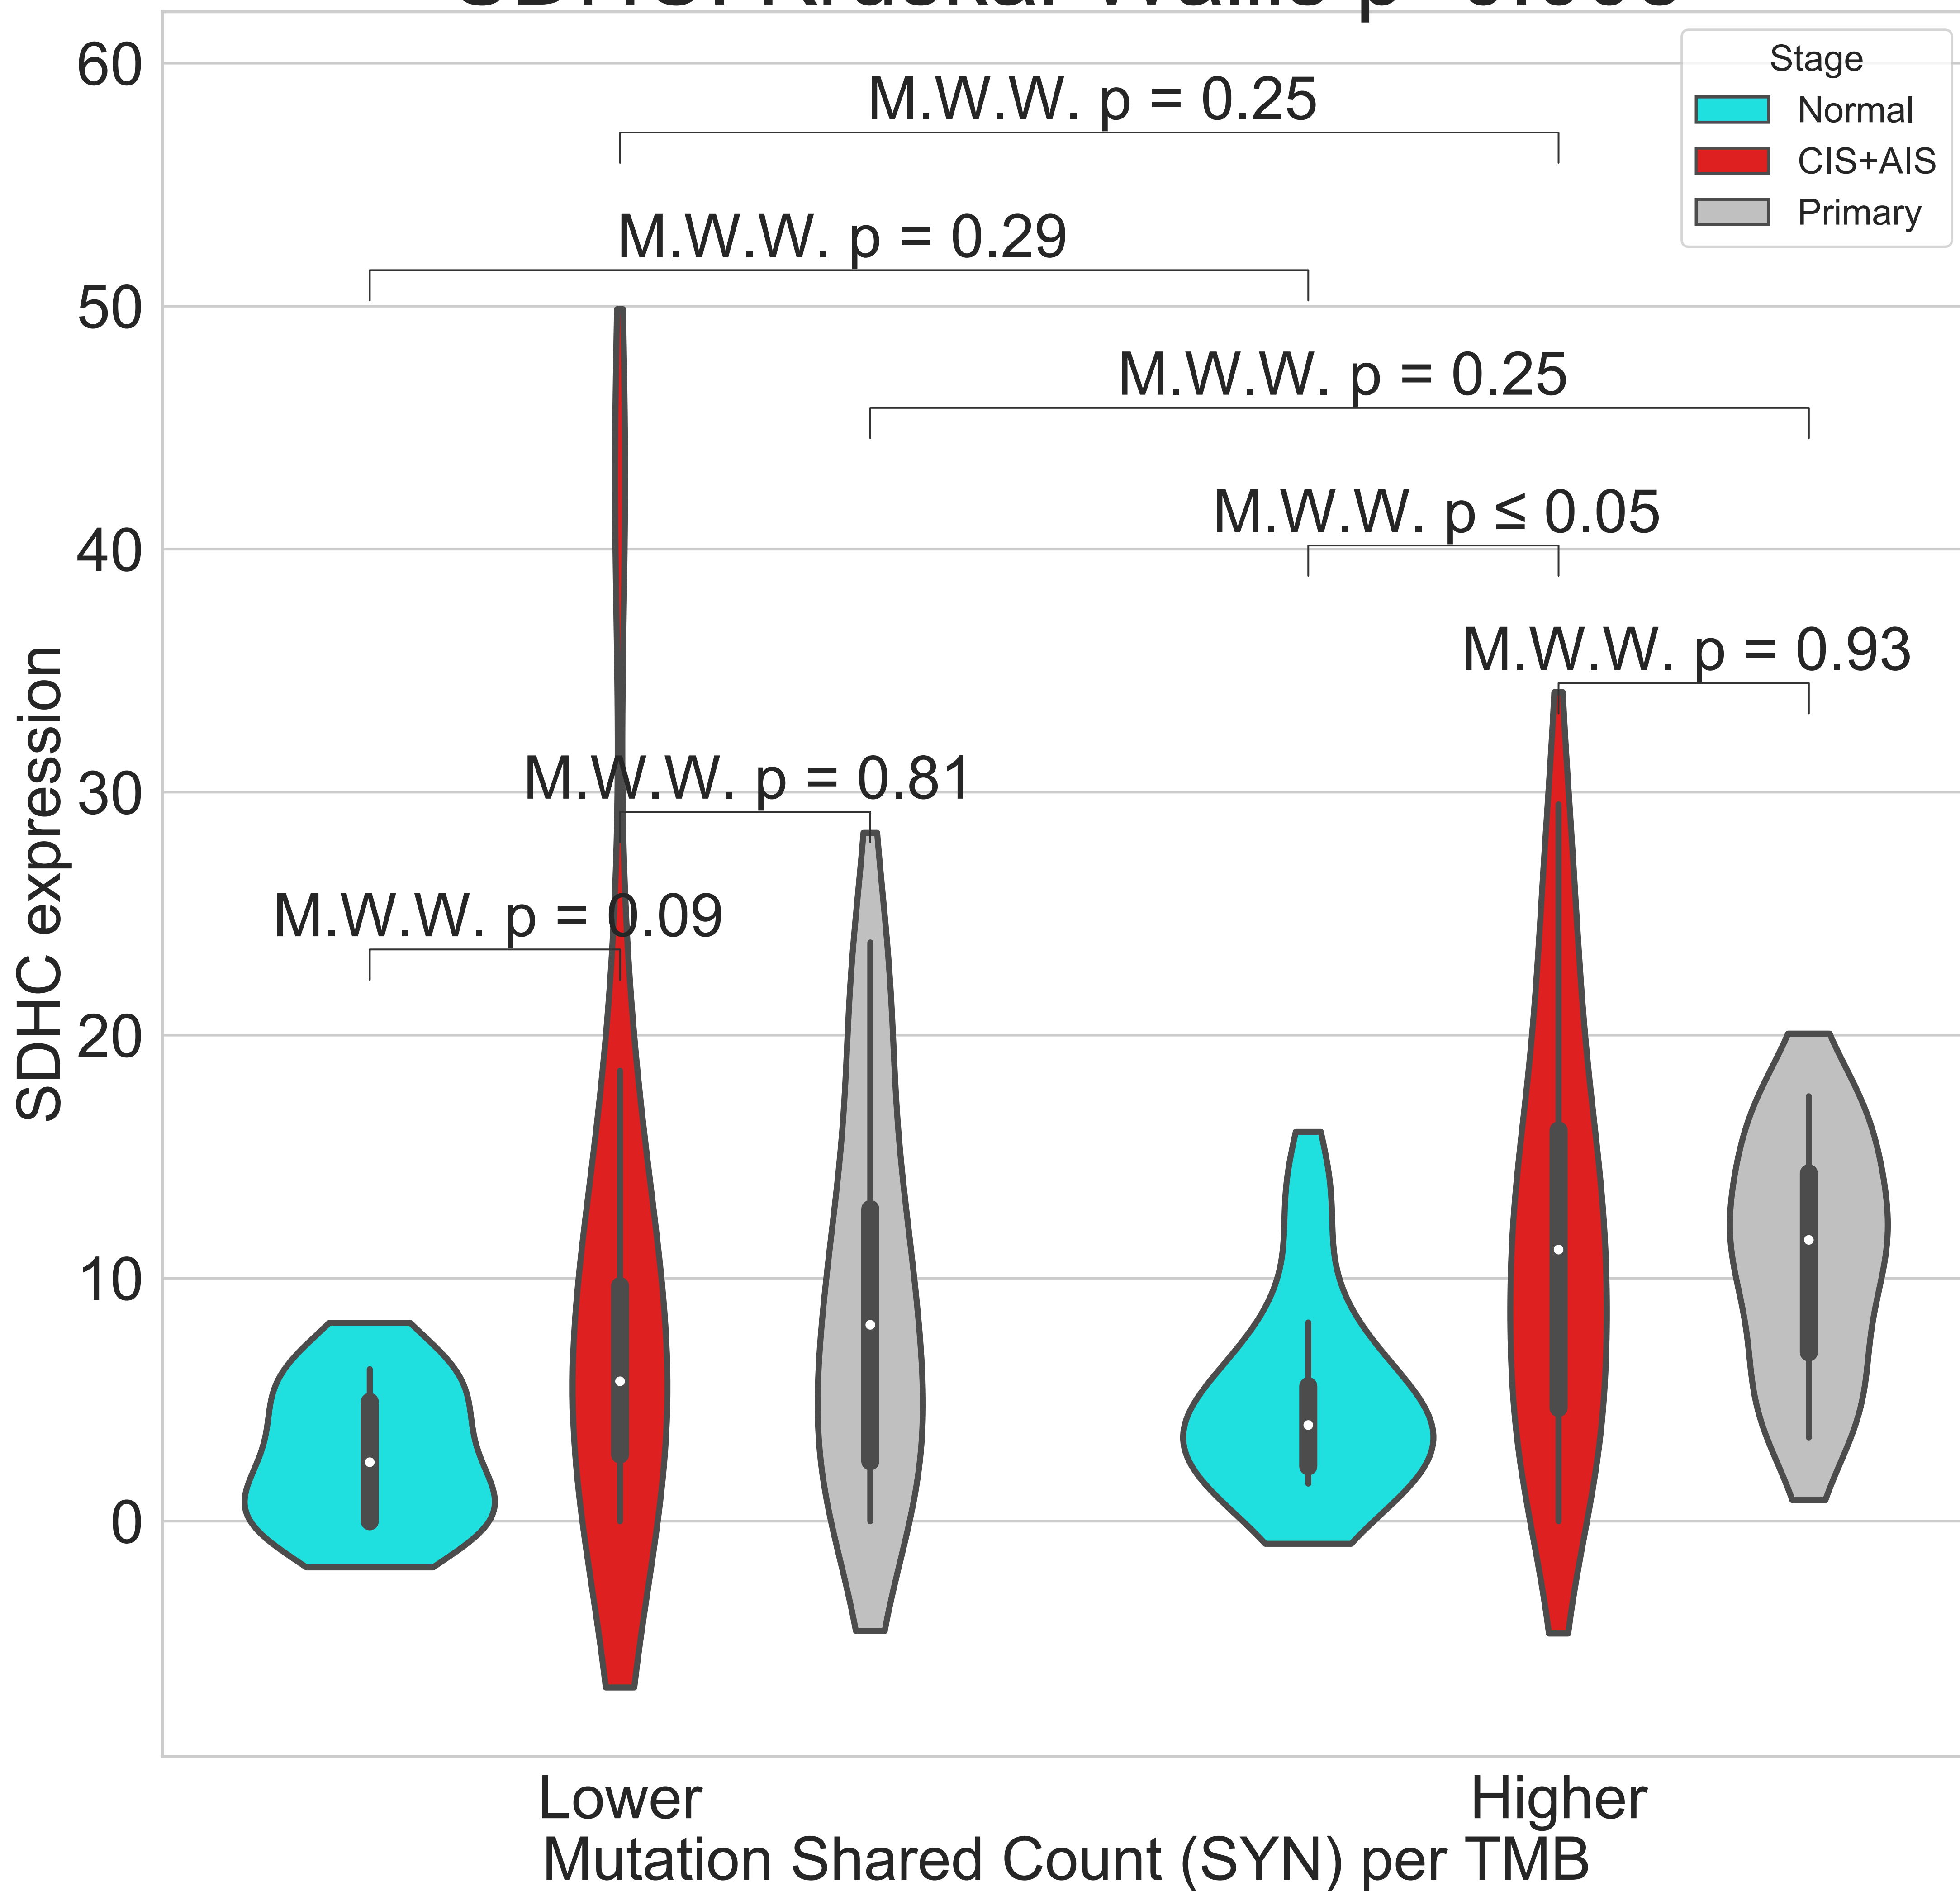 60
50
40
30
20
10
0
SDHC expression
M.W.W. p = 0.25
M.W.W. p = 0.29
M.W.W. p = 0.25
M.W.W. p ≤ 0.05
M.W.W. p = 0.93
M.W.W. p = 0.81
M.W.W. p = 0.09
Stage
Normal
CIS+AIS
Primary
Lower
Higher
Mutation Shared Count (SYN) per TMB